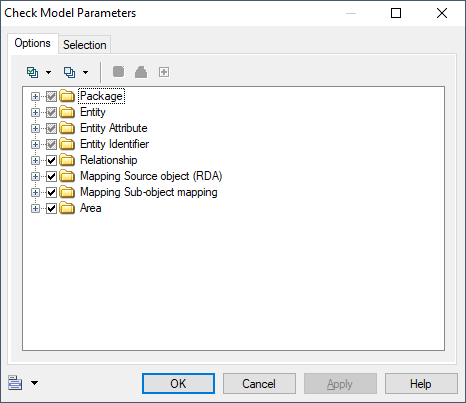 Check Model Parameters
Options Selection
Package
Entity
Entity Attribute
Entity Identifier
Relationship
Mapping Source object (RDA)
Mapping Sub-object mapping
Area
OK Cancel Apply Help